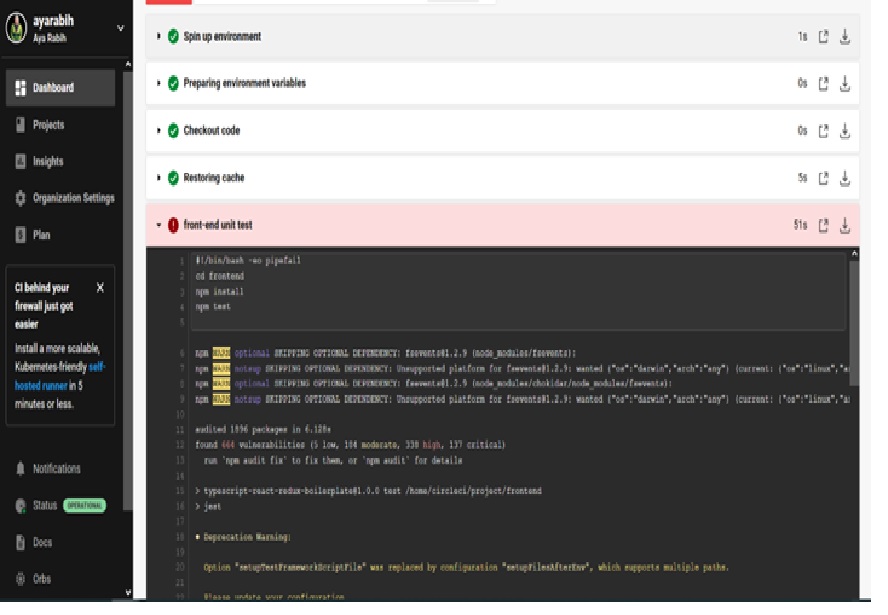 ayarabih
Aya Rabih
Dashboard
Projects
Insights
Organization Settings
Plan
CI behind your
firewall just got
easier
Install a more scalable,
Kubernetes-friendly self-
hosted runner in 5
minutes or less.
Notifications
Status OPERATIONAL
Docs
Orbs
Spin up environment 1s
Preparing environment variables 0s
Checkout code 0s
Restoring cache 5s
front-end unit test 51s
1 #!/bin/bash -eo pipefail
2 cd frontend
3 npm install
4 npm test
5
6 npm WARN optional SKIPPING OPTIONAL DEPENDENCY: fsevents@1.2.9 (node_modules/fsevents):
7 npm WARN notsup SKIPPING OPTIONAL DEPENDENCY: Unsupported platform for fsevents@1.2.9: wanted {"os":"darwin","arch":"any"} (current: {"os":"linux","a
8 npm WARN optional SKIPPING OPTIONAL DEPENDENCY: fsevents@1.2.9 (node_modules/chokidar/node_modules/fsevents):
9 npm WARN notsup SKIPPING OPTIONAL DEPENDENCY: Unsupported platform for fsevents@1.2.9: wanted {"os":"darwin","arch":"any"} (current: {"os":"linux","a
10
11 audited 1896 packages in 6.128s
12 found vulnerabilities (5 low, moderate, high, 137 critical)
13 run `npm audit fix` to fix them, or `npm audit` for details
14
15 > typescript-react-redux-boilerplate@1.0.0 test /home/circleci/project/frontend
16 > jest
17
18 ● Deprecation Warning:
19
20 Option "setupTestFrameworkScriptFile" was replaced by configuration "setupFilesAfterEnv", which supports multiple paths.
21
22 Please update your configuration.